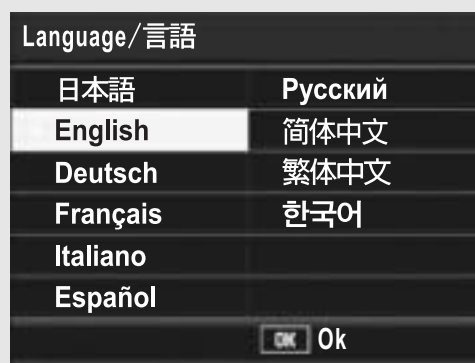 Language/言語
日本語
English
Deutsch
Français
Italiano
Español
Русский
简体中文
繁体中文
한국어
OK Ok